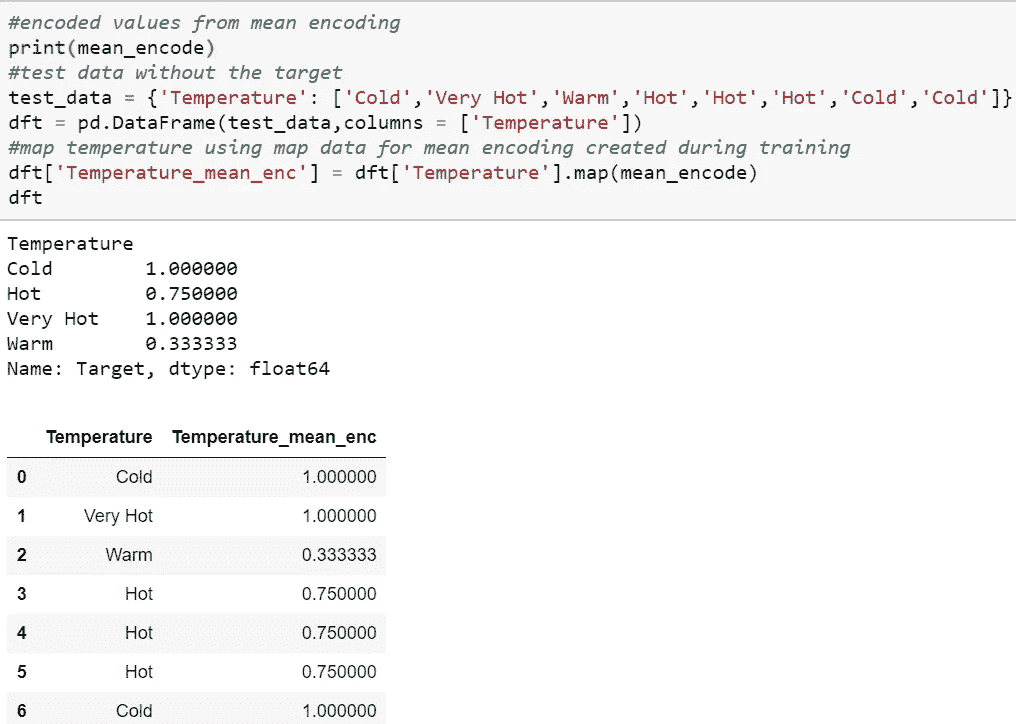 #encoded values from mean encoding
print(mean_encode)
#test data without the target
test_data = {'Temperature': ['Cold','Very Hot','Warm','Hot','Hot','Hot','Cold','Cold']}
dft = pd.DataFrame(test_data,columns = ['Temperature'])
#map temperature using map data for mean encoding created during training
dft['Temperature_mean_enc'] = dft['Temperature'].map(mean_encode)
dft
Temperature
Cold 1.000000
Hot 0.750000
Very Hot 1.000000
Warm 0.333333
Name: Target, dtype: float64
Temperature Temperature_mean_enc
0 Cold 1.000000
1 Very Hot 1.000000
2 Warm 0.333333
3 Hot 0.750000
4 Hot 0.750000
5 Hot 0.750000
6 Cold 1.000000